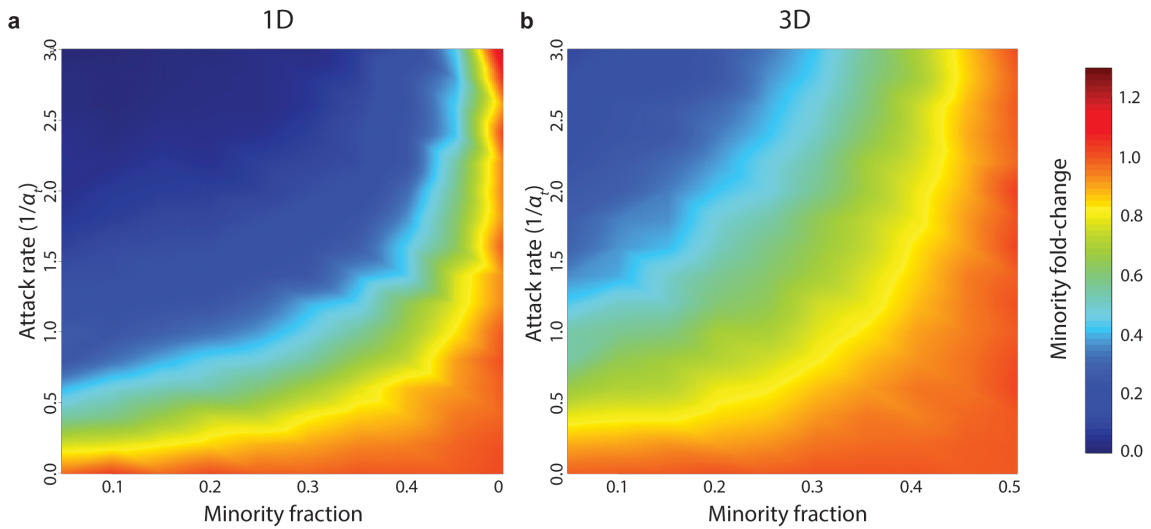 a 1D b 3D
Attack rate (1/αt)
3.0
2.5
2.0
1.5
1.0
0.5
0.0
0.1 0.2 0.3 0.4 0
Minority fraction
Attack rate (1/αt)
3.0
2.5
2.0
1.5
1.0
0.5
0.0
0.1 0.2 0.3 0.4 0.5
Minority fraction
Minority fold-change
1.2
1.0
0.8
0.6
0.4
0.2
0.0